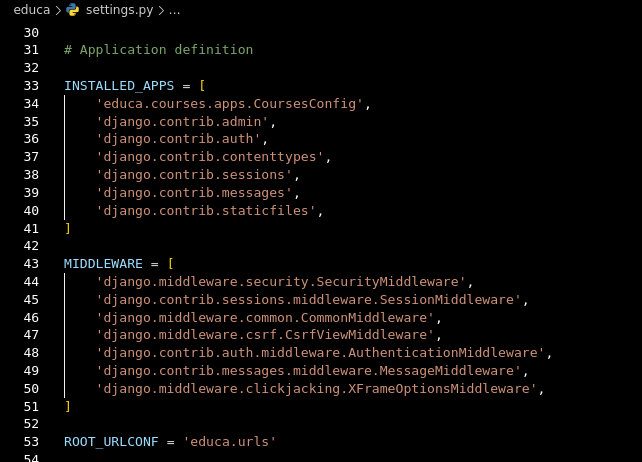 educa > settings.py > ...
30
31 # Application definition
32
33 INSTALLED_APPS = [
34     'educa.courses.apps.CoursesConfig',
35     'django.contrib.admin',
36     'django.contrib.auth',
37     'django.contrib.contenttypes',
38     'django.contrib.sessions',
39     'django.contrib.messages',
40     'django.contrib.staticfiles',
41 ]
42
43 MIDDLEWARE = [
44     'django.middleware.security.SecurityMiddleware',
45     'django.contrib.sessions.middleware.SessionMiddleware',
46     'django.middleware.common.CommonMiddleware',
47     'django.middleware.csrf.CsrfViewMiddleware',
48     'django.contrib.auth.middleware.AuthenticationMiddleware',
49     'django.contrib.messages.middleware.MessageMiddleware',
50     'django.middleware.clickjacking.XFrameOptionsMiddleware',
51 ]
52
53 ROOT_URLCONF = 'educa.urls'
54